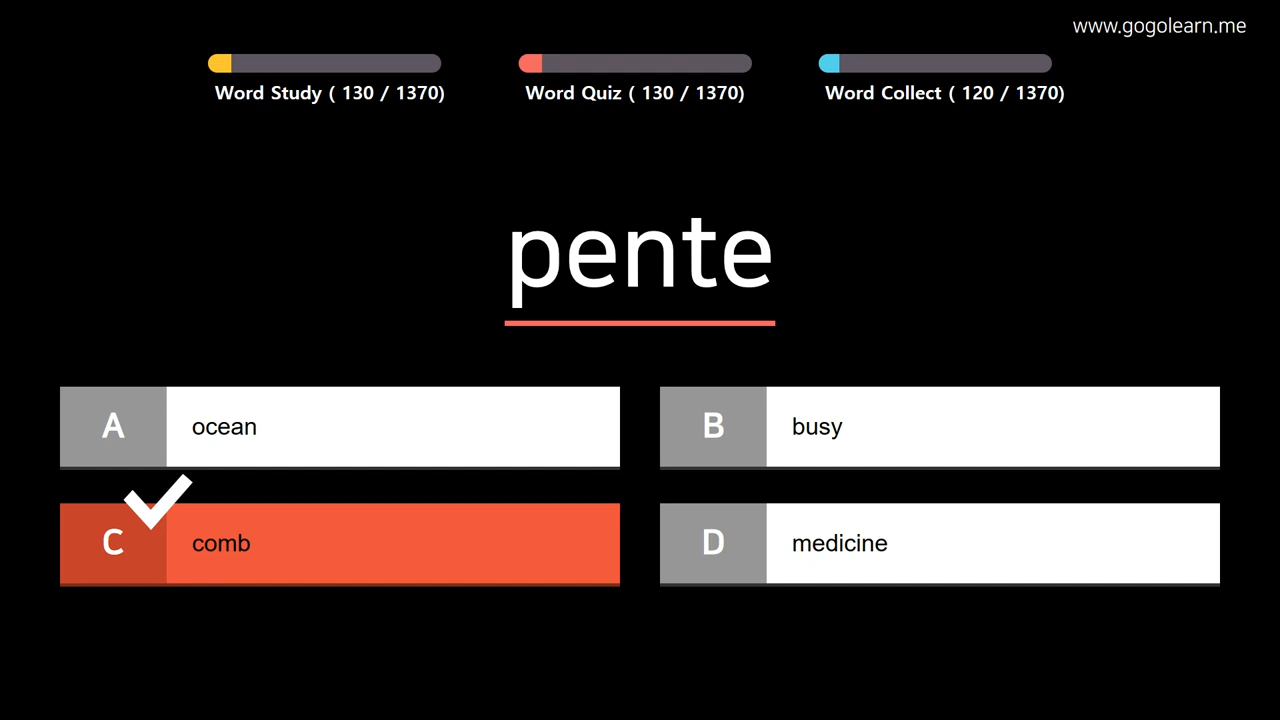 www.gogolearn.me
Word Study ( 130 / 1370)
Word Quiz ( 130 / 1370)
Word Collect ( 120 / 1370)
pente
A ocean
B busy
C comb
D medicine